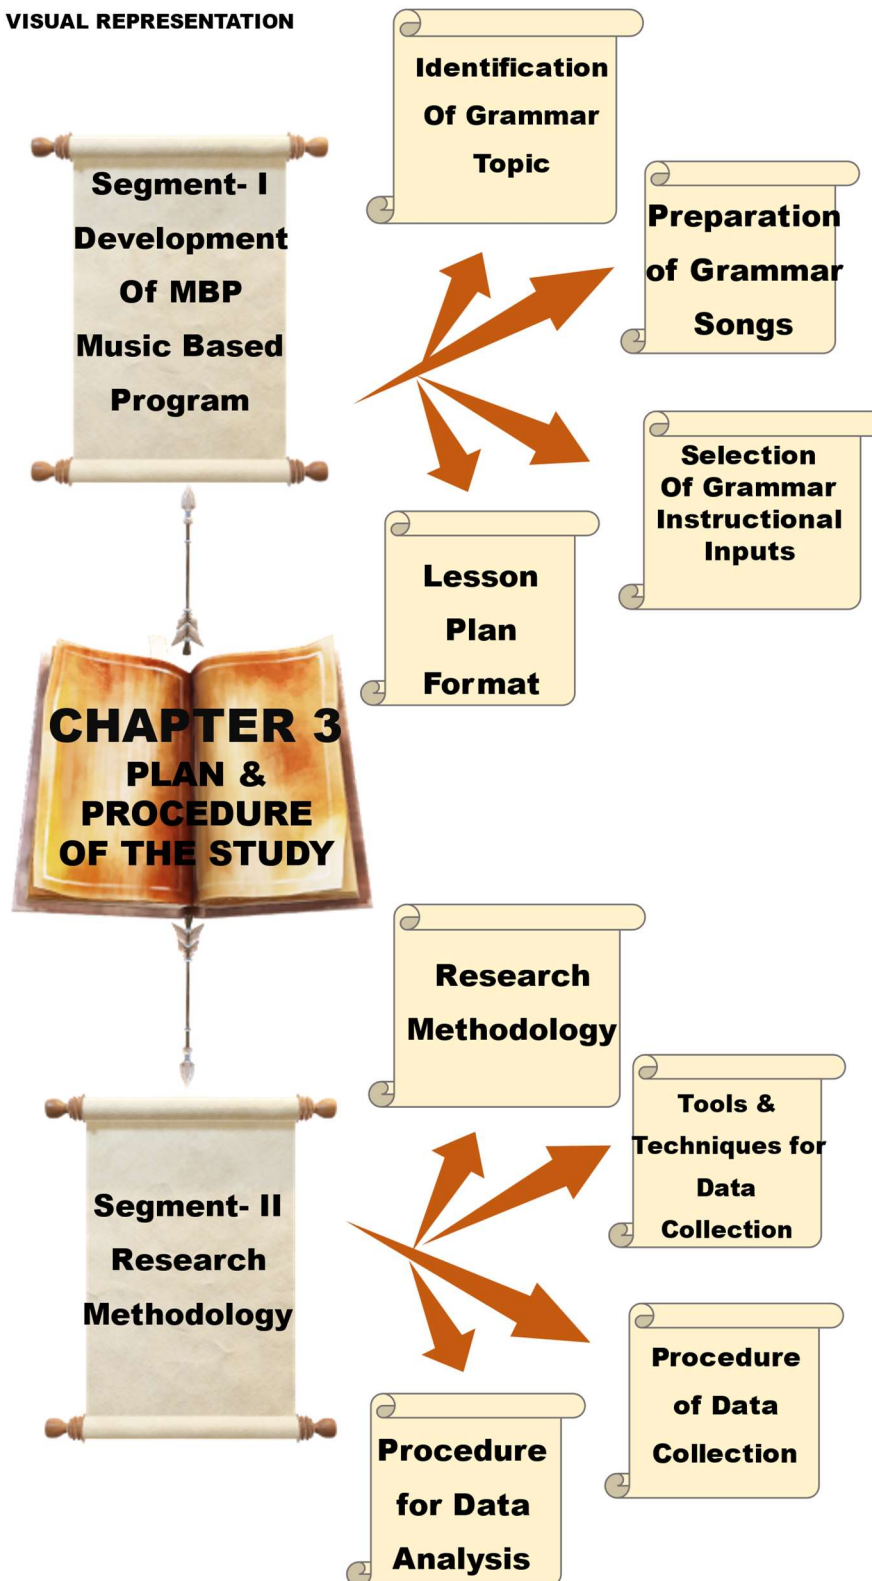 VISUAL REPRESENTATION
Segment- I
Development
Of MBP
Music Based
Program
Identification
Of Grammar
Topic
Preparation
of Grammar
Songs
Selection
Of Grammar
Instructional
Inputs
Lesson
Plan
Format
CHAPTER 3
PLAN &
PROCEDURE
OF THE STUDY
Segment- II
Research
Methodology
Research
Methodology
Tools &
Techniques for
Data
Collection
Procedure
of Data
Collection
Procedure
for Data
Analysis